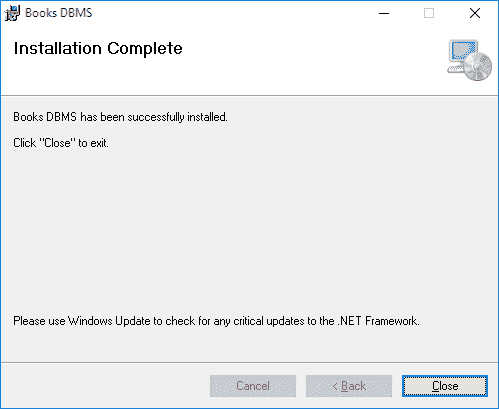 Books DBMS
Installation Complete
Books DBMS has been successfully installed.
Click "Close" to exit.
Please use Windows Update to check for any critical updates to the .NET Framework.
Cancel
< Back
Close